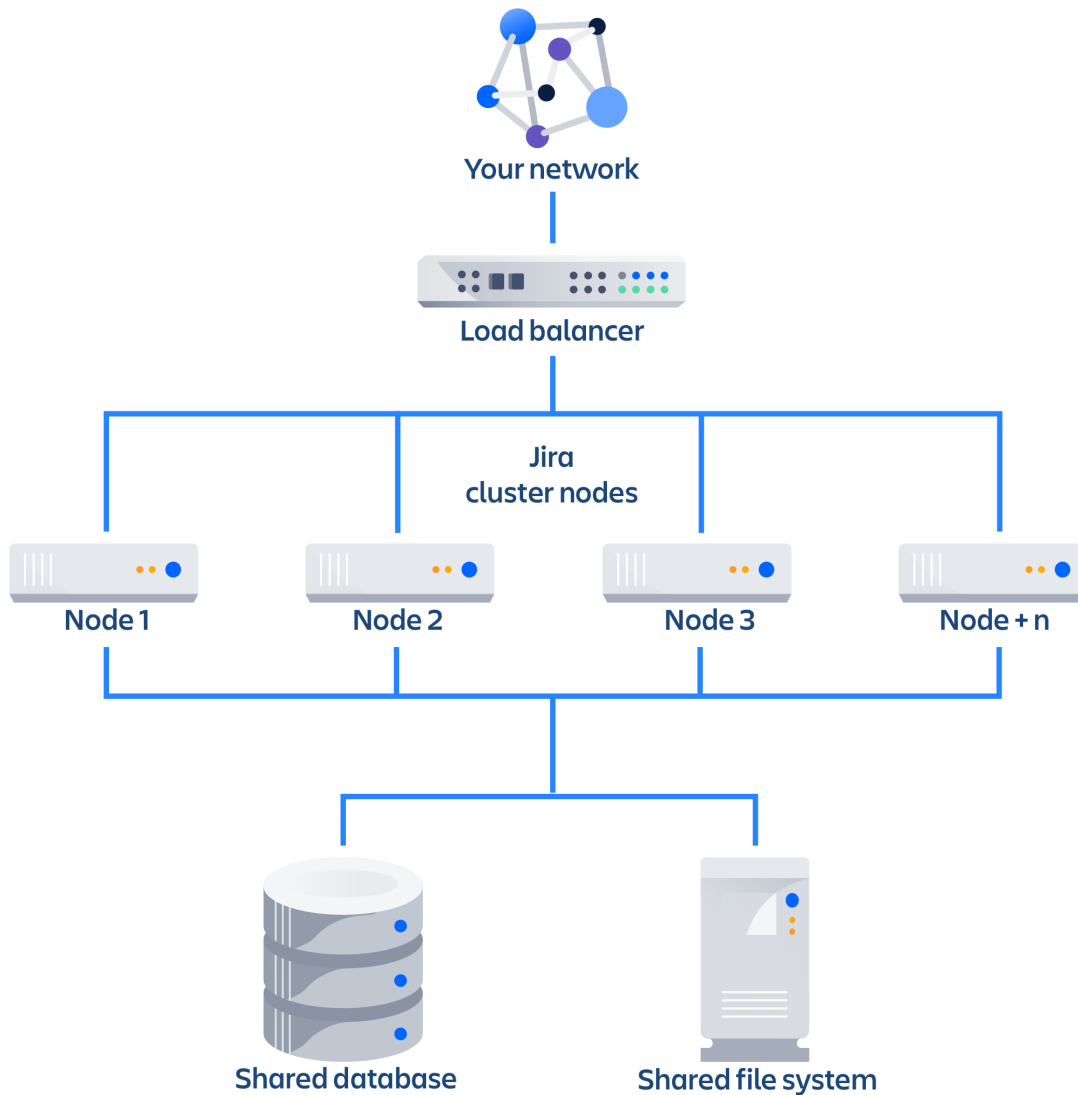 Your network
Load balancer
Jira
cluster nodes
Node 1
Node 2
Node 3
Node + n
Shared database
Shared file system